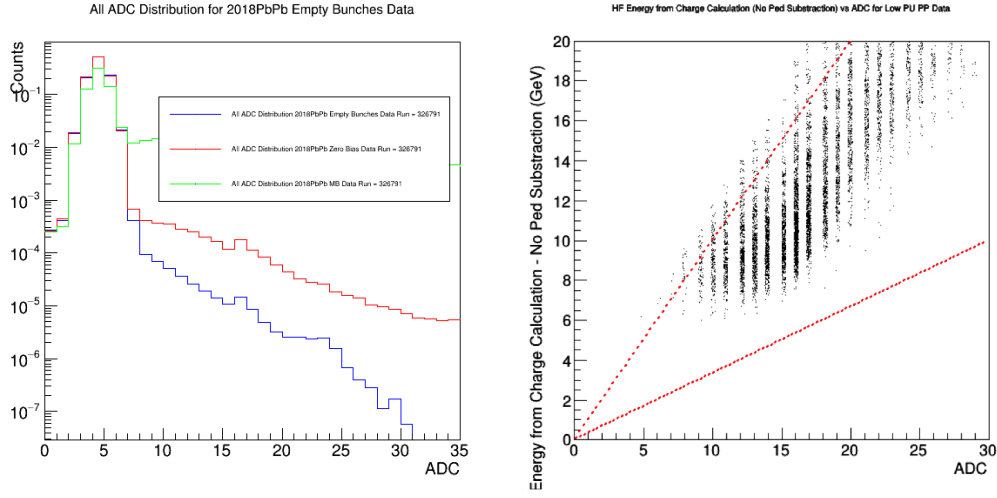 All ADC Distribution for 2018PbPb Empty Bunches Data
Counts
10⁻¹
10⁻²
10⁻³
10⁻⁴
10⁻⁵
10⁻⁶
10⁻⁷
All ADC Distribution 2018PbPb Empty Bunches Data Run = 326791
All ADC Distribution 2018PbPb Zero Bias Data Run = 326791
All ADC Distribution 2018PbPb MB Data Run = 326791
0 5 10 15 20 25 30 35
ADC
HF Energy from Charge Calculation (No Ped Substraction) vs ADC for Low PU PP Data
Energy from Charge Calculation - No Ped Substraction (GeV)
20
18
16
14
12
10
8
6
4
2
0
0 5 10 15 20 25 30
ADC